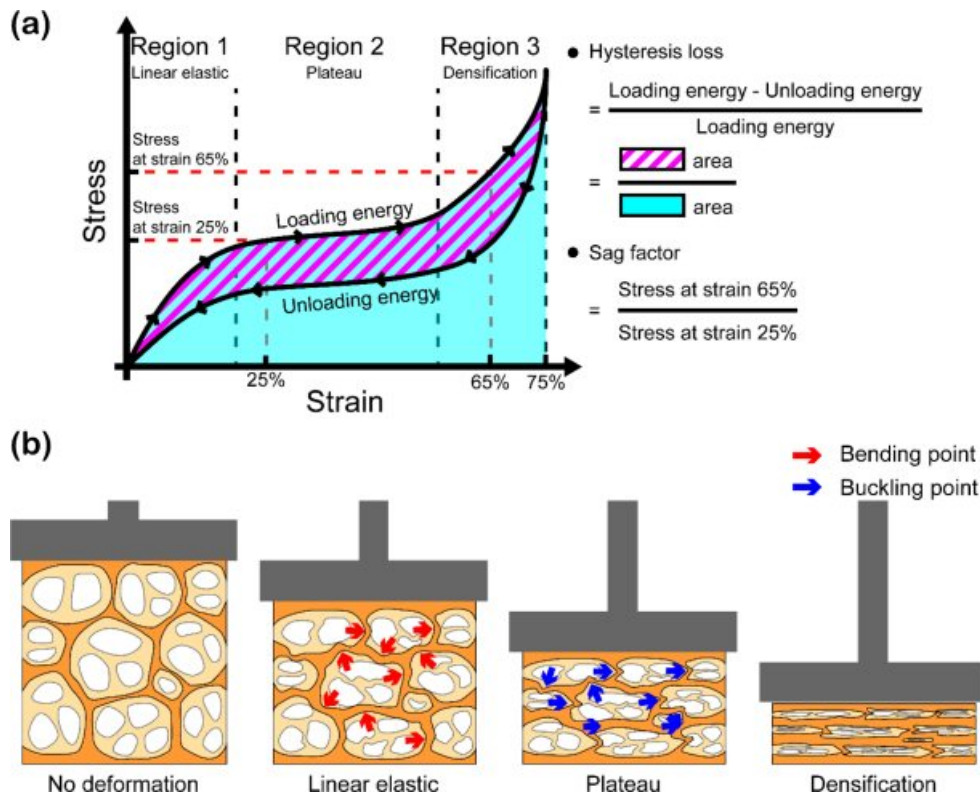 (a)
Region 1
Linear elastic
Region 2
Plateau
Region 3
Densification
Stress
Stress
at strain 65%
Stress
at strain 25%
Loading energy
Unloading energy
25%
65%
75%
Strain
● Hysteresis loss
Loading energy - Unloading energy
=
Loading energy
area
=
area
● Sag factor
Stress at strain 65%
=
Stress at strain 25%
(b)
Bending point
Buckling point
No deformation
Linear elastic
Plateau
Densification